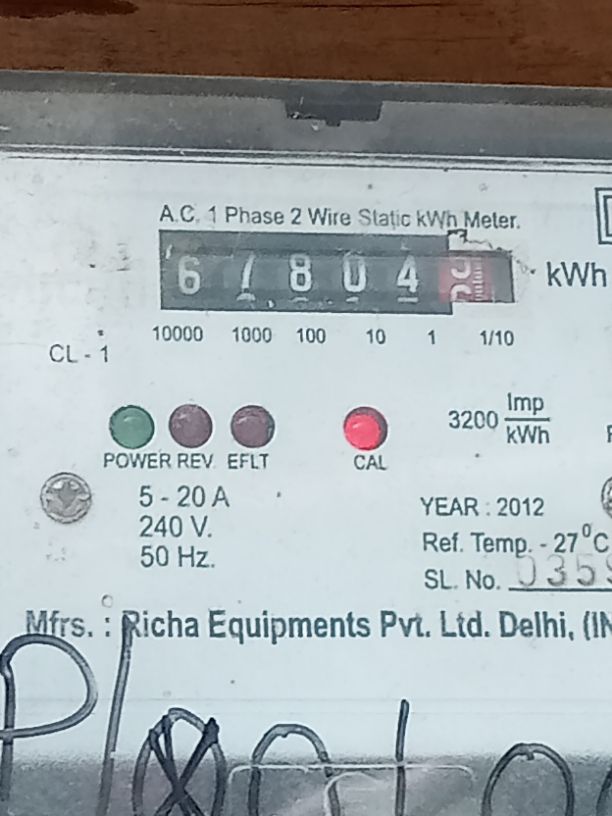 A.C. 1 Phase 2 Wire Static kWh Meter.
6 7 8 0 4
kWh
10000 1000 100 10 1 1/10
CL - 1
3200 Imp/kWh
POWER REV. EFLT CAL
5 - 20 A
240 V.
50 Hz.
YEAR : 2012
Ref. Temp. - 27°C
SL. No. 0359
Mfrs. : Richa Equipments Pvt. Ltd. Delhi, (IN